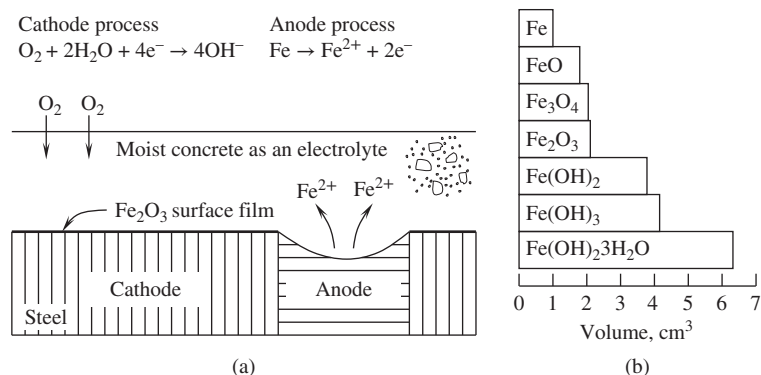 Cathode process
O₂ + 2H₂O + 4e⁻ → 4OH⁻
Anode process
Fe → Fe²⁺ + 2e⁻
O₂ O₂
Moist concrete as an electrolyte
Fe²⁺ Fe²⁺
Fe₂O₃ surface film
Cathode
Anode
Steel
(a)
Fe
FeO
Fe₃O₄
Fe₂O₃
Fe(OH)₂
Fe(OH)₃
Fe(OH)₂3H₂O
0 1 2 3 4 5 6 7
Volume, cm³
(b)